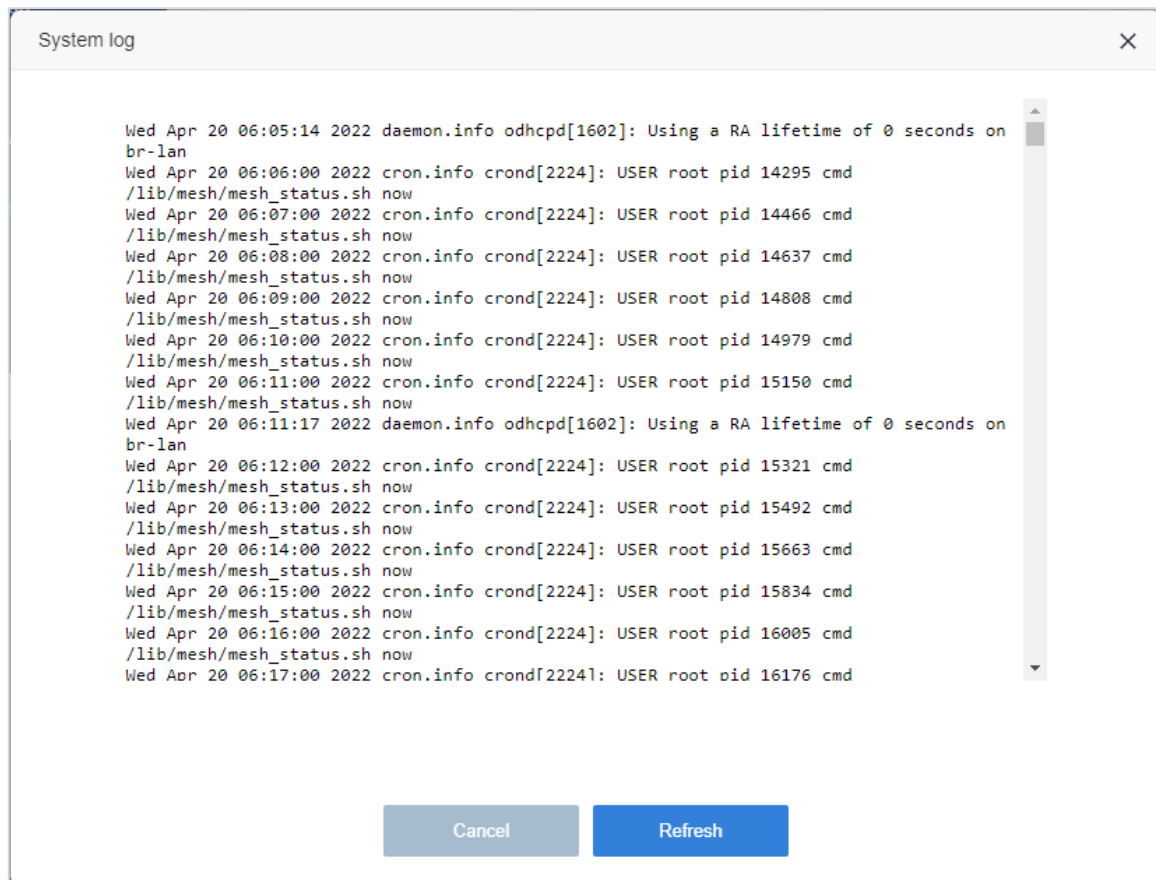 System log
Wed Apr 20 06:05:14 2022 daemon.info odhcpd[1602]: Using a RA lifetime of 0 seconds on
br-lan
Wed Apr 20 06:06:00 2022 cron.info crond[2224]: USER root pid 14295 cmd
/lib/mesh/mesh_status.sh now
Wed Apr 20 06:07:00 2022 cron.info crond[2224]: USER root pid 14466 cmd
/lib/mesh/mesh_status.sh now
Wed Apr 20 06:08:00 2022 cron.info crond[2224]: USER root pid 14637 cmd
/lib/mesh/mesh_status.sh now
Wed Apr 20 06:09:00 2022 cron.info crond[2224]: USER root pid 14808 cmd
/lib/mesh/mesh_status.sh now
Wed Apr 20 06:10:00 2022 cron.info crond[2224]: USER root pid 14979 cmd
/lib/mesh/mesh_status.sh now
Wed Apr 20 06:11:00 2022 cron.info crond[2224]: USER root pid 15150 cmd
/lib/mesh/mesh_status.sh now
Wed Apr 20 06:11:17 2022 daemon.info odhcpd[1602]: Using a RA lifetime of 0 seconds on
br-lan
Wed Apr 20 06:12:00 2022 cron.info crond[2224]: USER root pid 15321 cmd
/lib/mesh/mesh_status.sh now
Wed Apr 20 06:13:00 2022 cron.info crond[2224]: USER root pid 15492 cmd
/lib/mesh/mesh_status.sh now
Wed Apr 20 06:14:00 2022 cron.info crond[2224]: USER root pid 15663 cmd
/lib/mesh/mesh_status.sh now
Wed Apr 20 06:15:00 2022 cron.info crond[2224]: USER root pid 15834 cmd
/lib/mesh/mesh_status.sh now
Wed Apr 20 06:16:00 2022 cron.info crond[2224]: USER root pid 16005 cmd
/lib/mesh/mesh_status.sh now
Wed Apr 20 06:17:00 2022 cron.info crond[2224]: USER root pid 16176 cmd
Cancel
Refresh